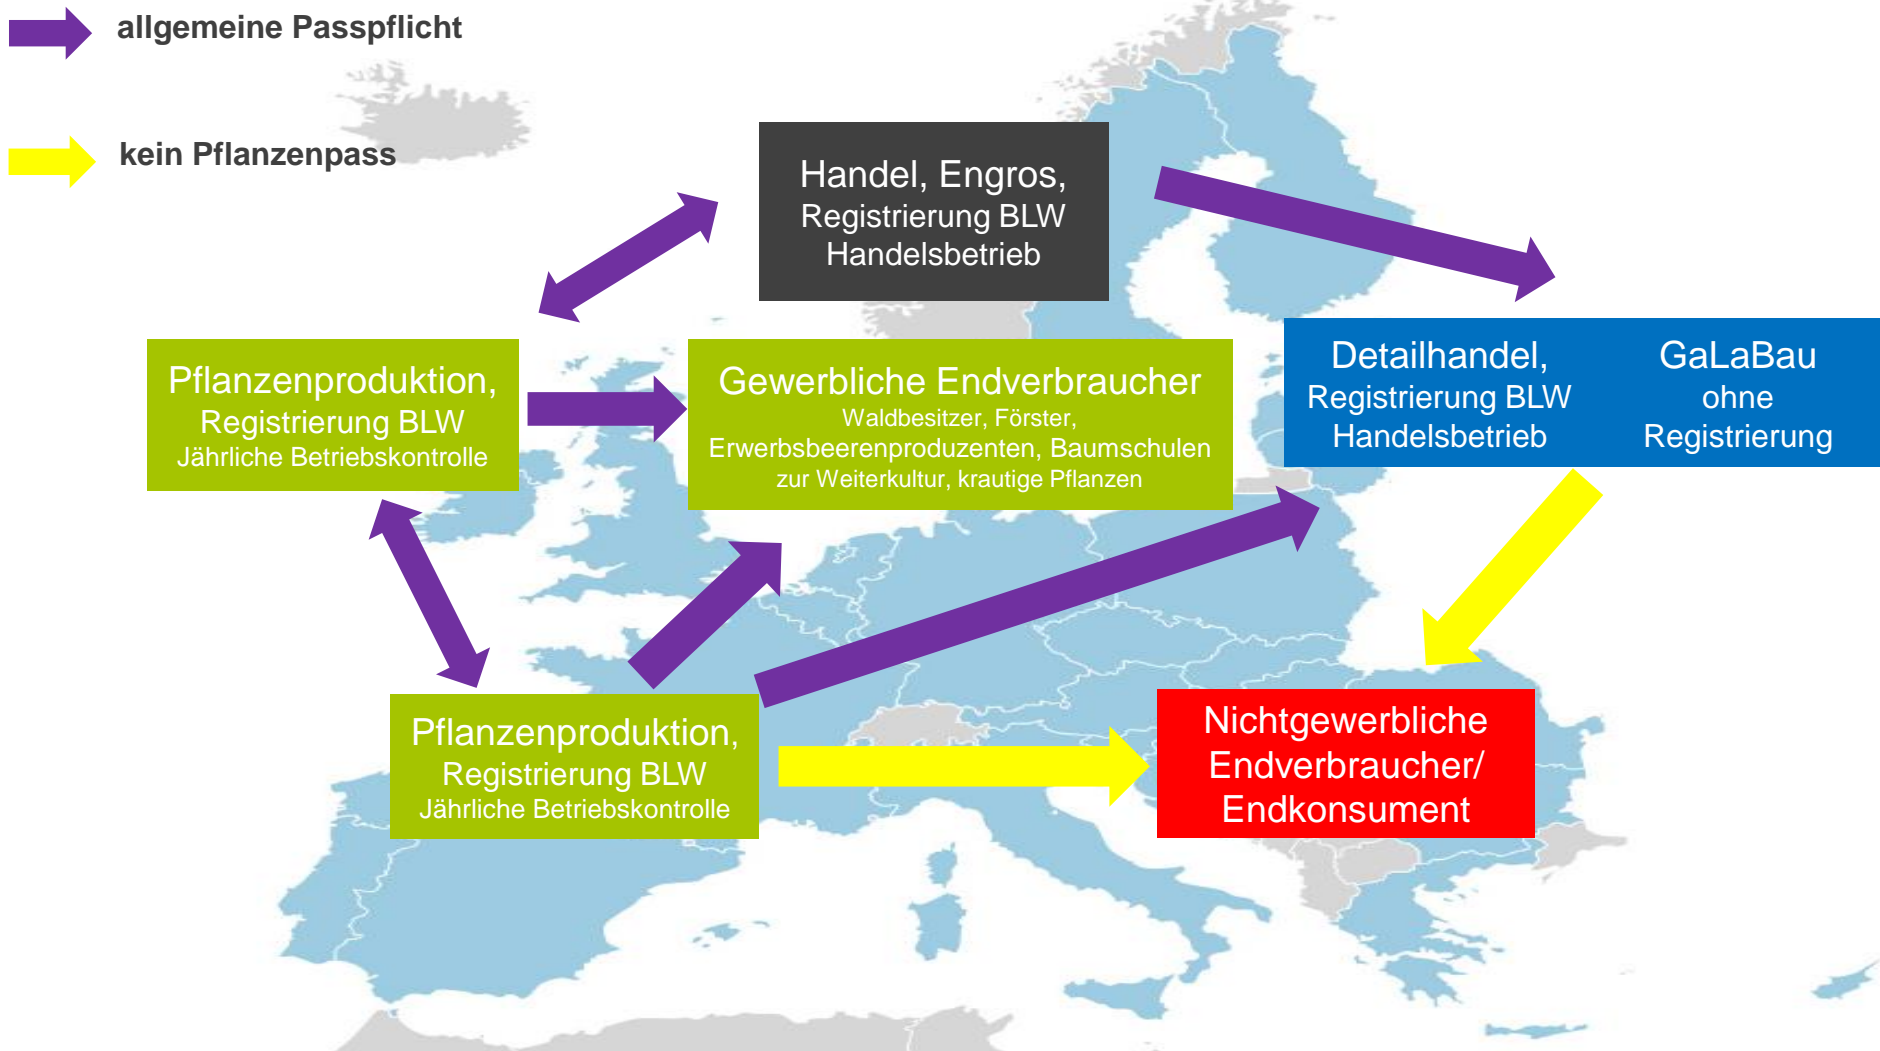 allgemeine Passpflicht
kein Pflanzenpass
Handel, Engros,
Registrierung BLW
Handelsbetrieb
Pflanzenproduktion,
Registrierung BLW
Jährliche Betriebskontrolle
Gewerbliche Endverbraucher
Waldbesitzer, Förster,
Erwerbsbeerenproduzenten, Baumschulen
zur Weiterkultur, krautige Pflanzen
Detailhandel,
Registrierung BLW
Handelsbetrieb
GaLaBau
ohne
Registrierung
Pflanzenproduktion,
Registrierung BLW
Jährliche Betriebskontrolle
Nichtgewerbliche
Endverbraucher/
Endkonsument